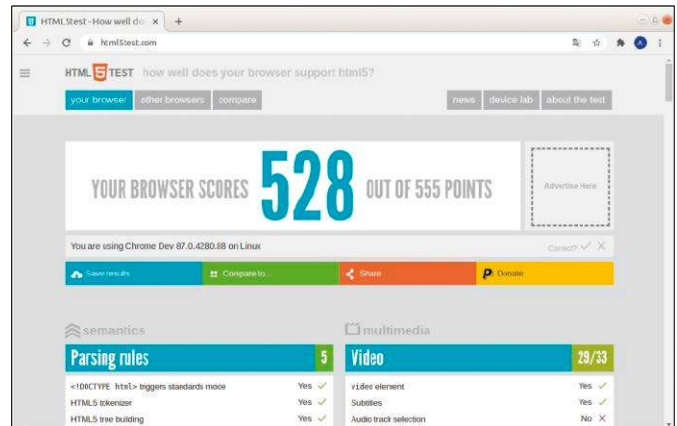 HTML5test - How well do
html5test.com
HTML5TEST how well does your browser support html5?
your browser other browsers compare news device lab about the test
YOUR BROWSER SCORES 528 OUT OF 555 POINTS
Advertise Here
You are using Chrome Dev 87.0.4280.88 on Linux
Correct?
Save results Compare to... Share Donate
semantics multimedia
Parsing rules 5 Video 29/33
<!DOCTYPE html> triggers standards mode Yes ✓ video element Yes ✓
HTML5 tokenizer Yes ✓ Subtitles Yes ✓
HTML5 tree building Yes ✓ Audio track selection No ✗